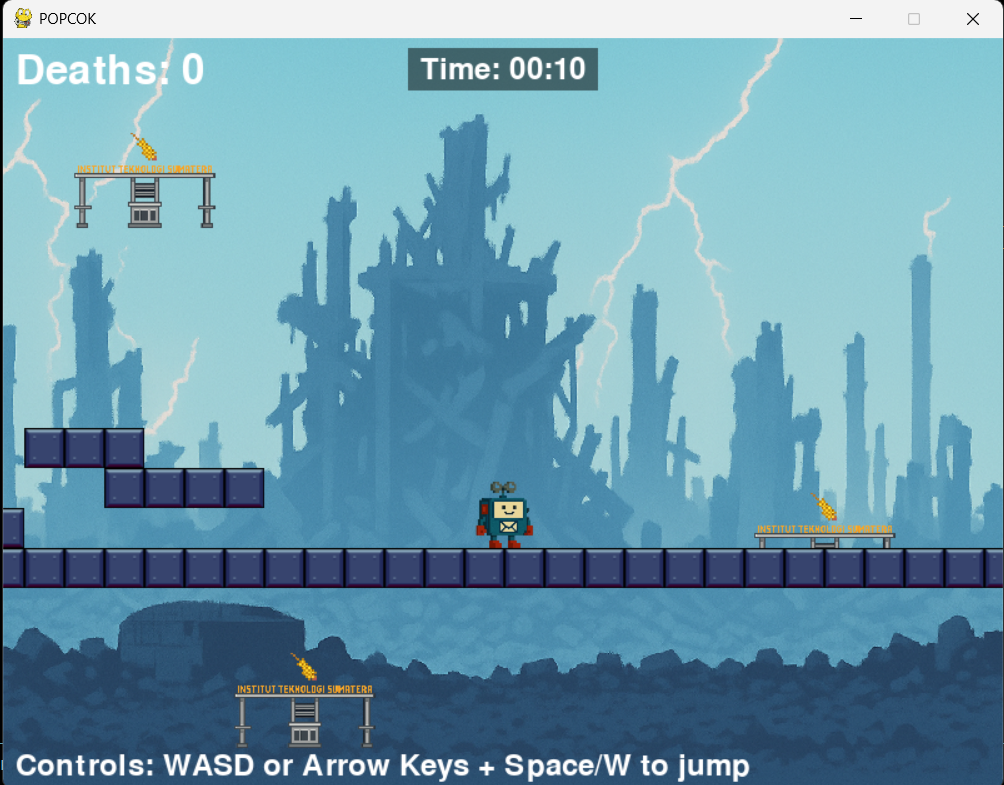 POPCOK
Deaths: 0
Time: 00:10
INSTITUT TEKNOLOGI SUMATERA
INSTITUT TEKNOLOGI SUMATERA
INSTITUT TEKNOLOGI SUMATERA
Controls: WASD or Arrow Keys + Space/W to jump